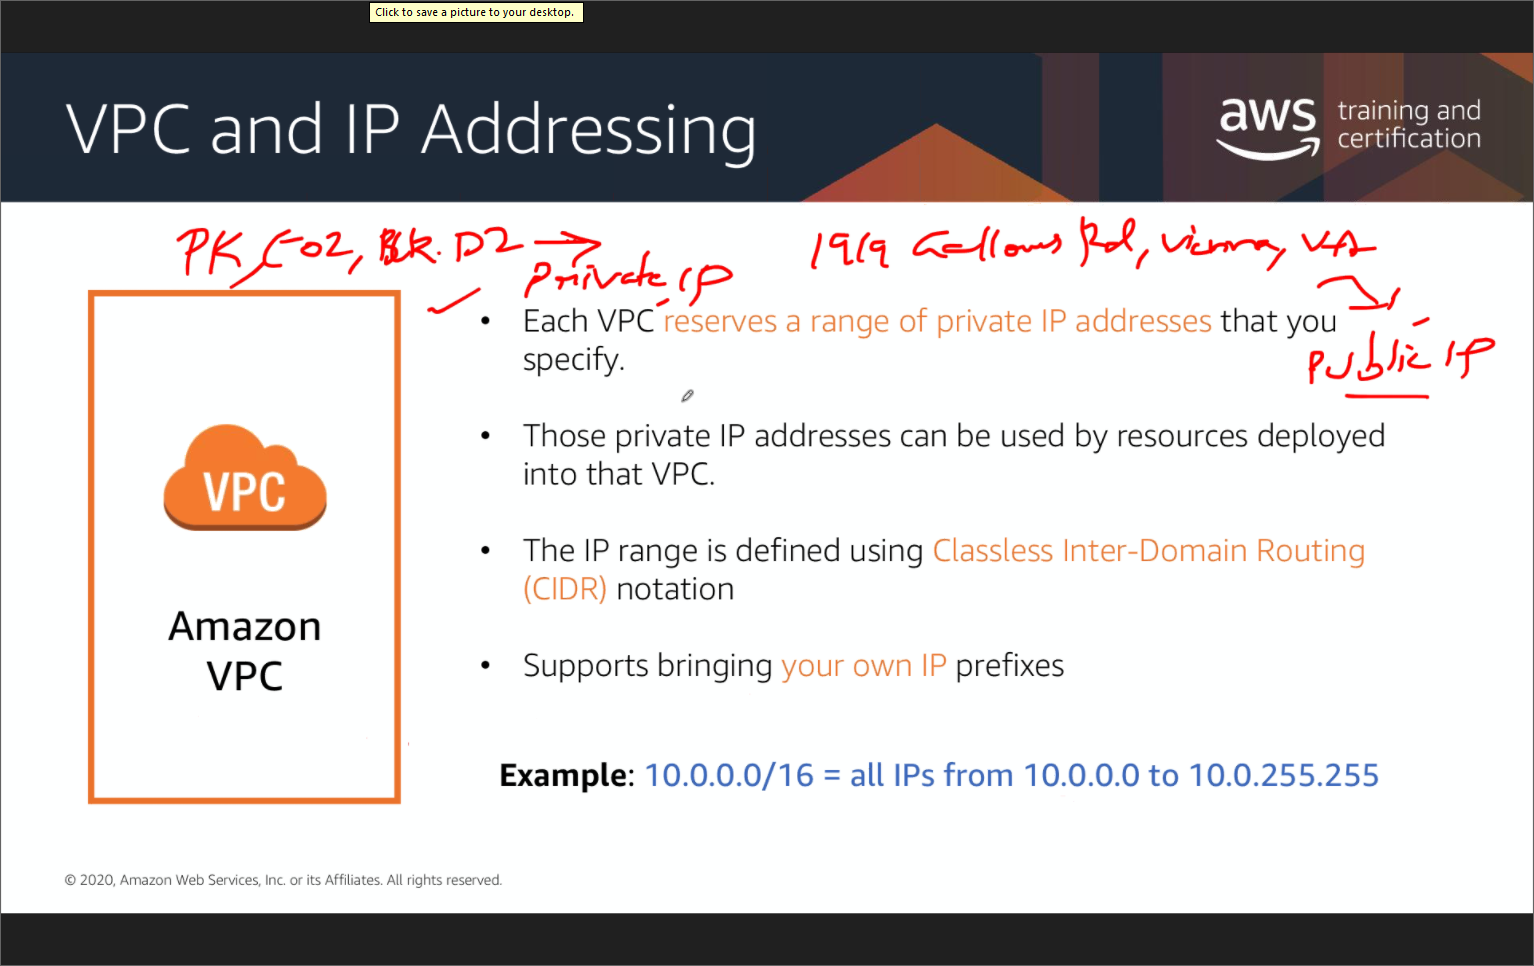 Click to save a picture to your desktop.
VPC and IP Addressing
aws training and
certification
PK, C-02, BLK. D2 →
Private IP
1919 Gallows Rd, Vienna, VA
Public IP
• Each VPC reserves a range of private IP addresses that you
specify.
• Those private IP addresses can be used by resources deployed
into that VPC.
• The IP range is defined using Classless Inter-Domain Routing
(CIDR) notation
• Supports bringing your own IP prefixes
VPC
Amazon
VPC
Example: 10.0.0.0/16 = all IPs from 10.0.0.0 to 10.0.255.255
© 2020, Amazon Web Services, Inc. or its Affiliates. All rights reserved.